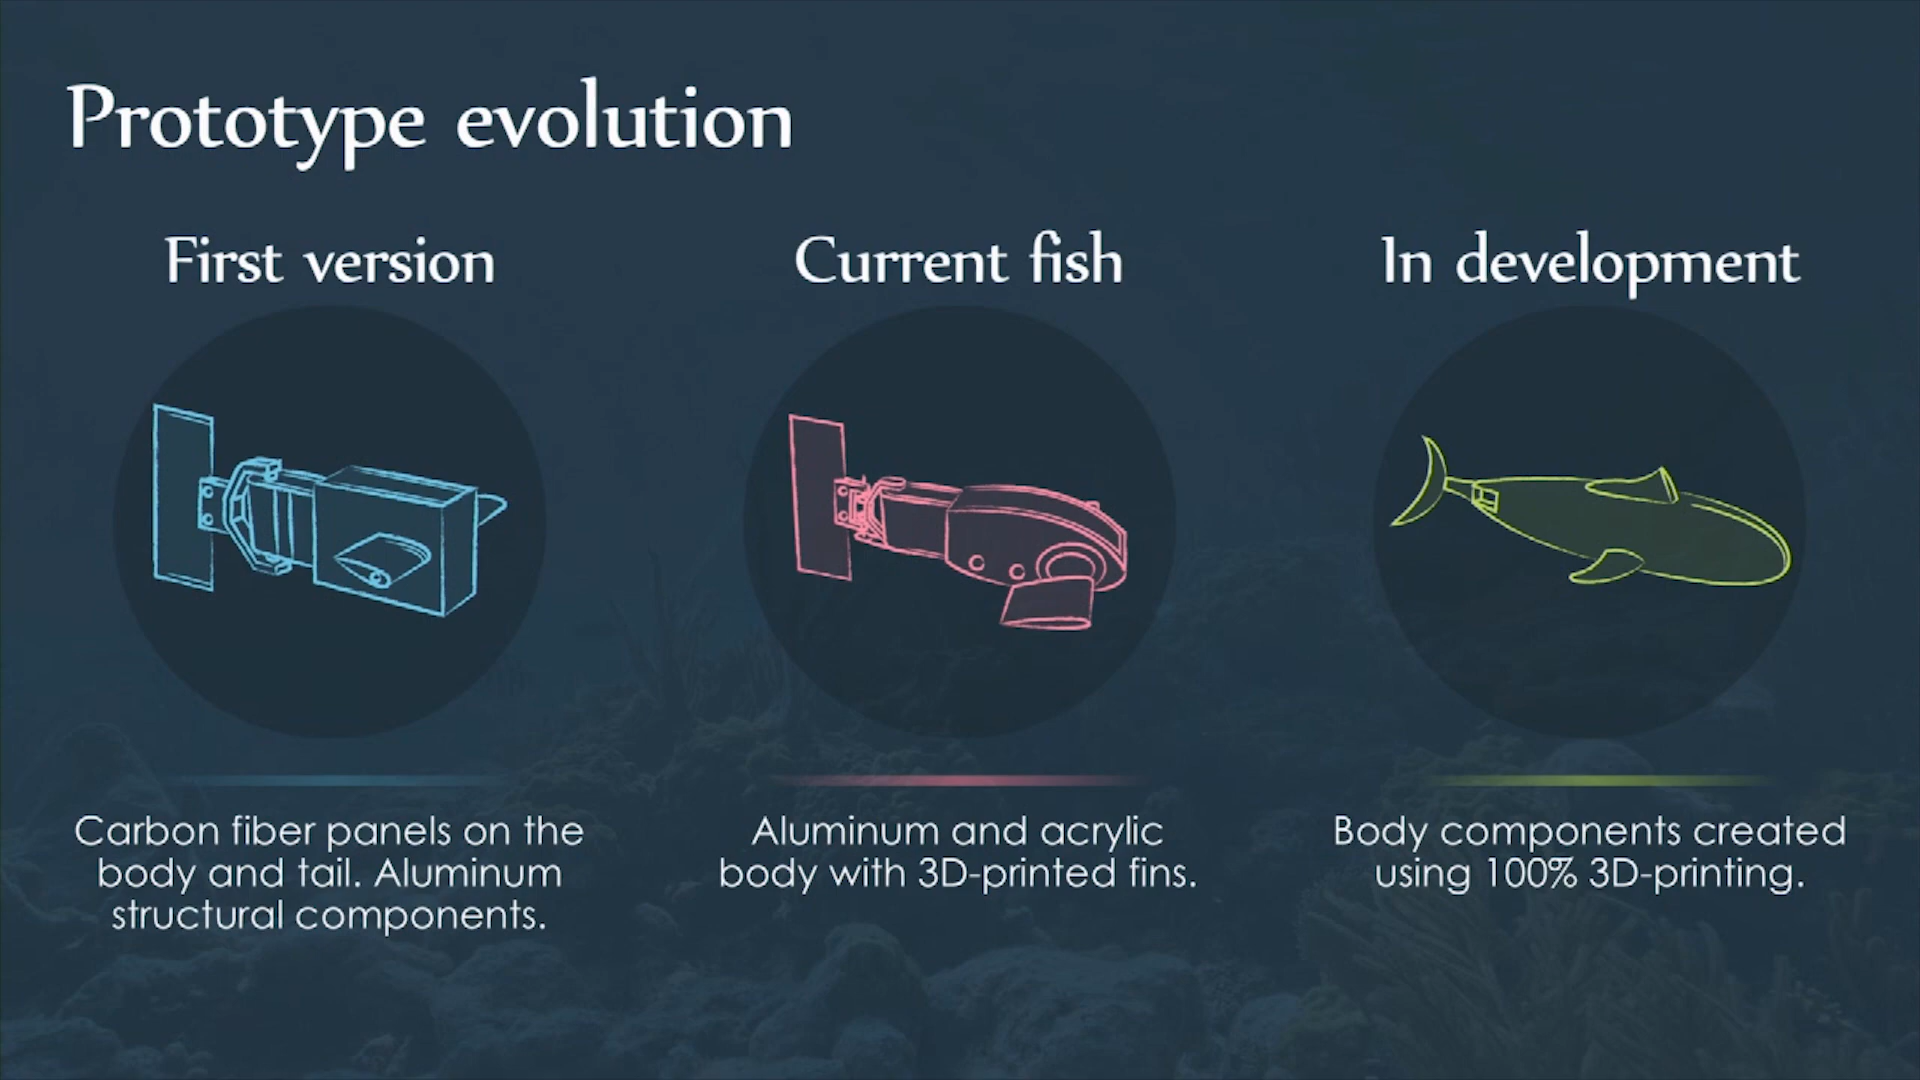 Prototype evolution
First version
Current fish
In development
Carbon fiber panels on the
body and tail. Aluminum
structural components.
Aluminum and acrylic
body with 3D-printed fins.
Body components created
using 100% 3D-printing.